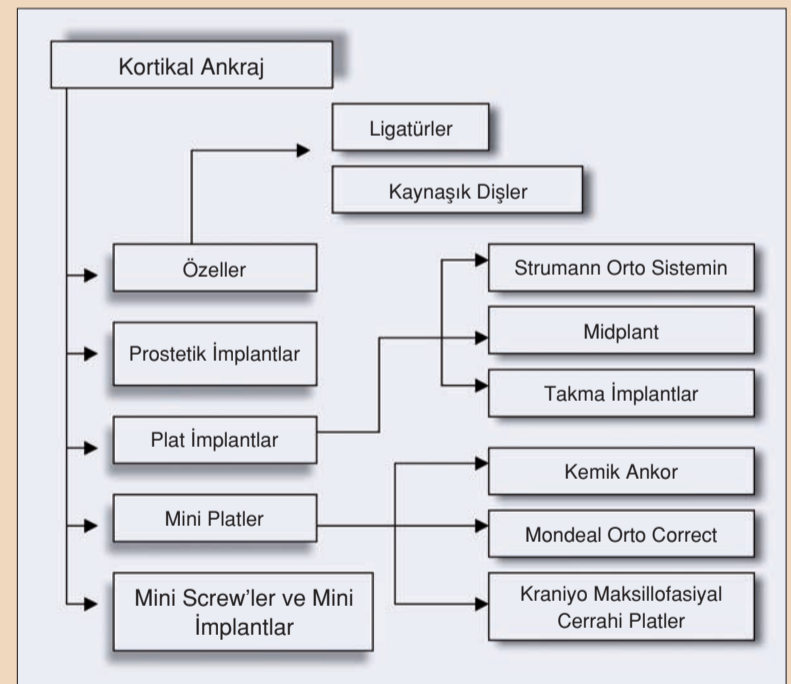 Kortikal Ankraj
Ligatürler
Kaynaşık Dişler
Özeller
Strumann Orto Sistemin
Prostetik İmplantlar
Midplant
Takma İmplantlar
Plat İmplantlar
Kemik Ankor
Mini Platler
Mondeal Orto Correct
Mini Screw’ler ve Mini
İmplantlar
Kraniyo Maksillofasiyal
Cerrahi Platler